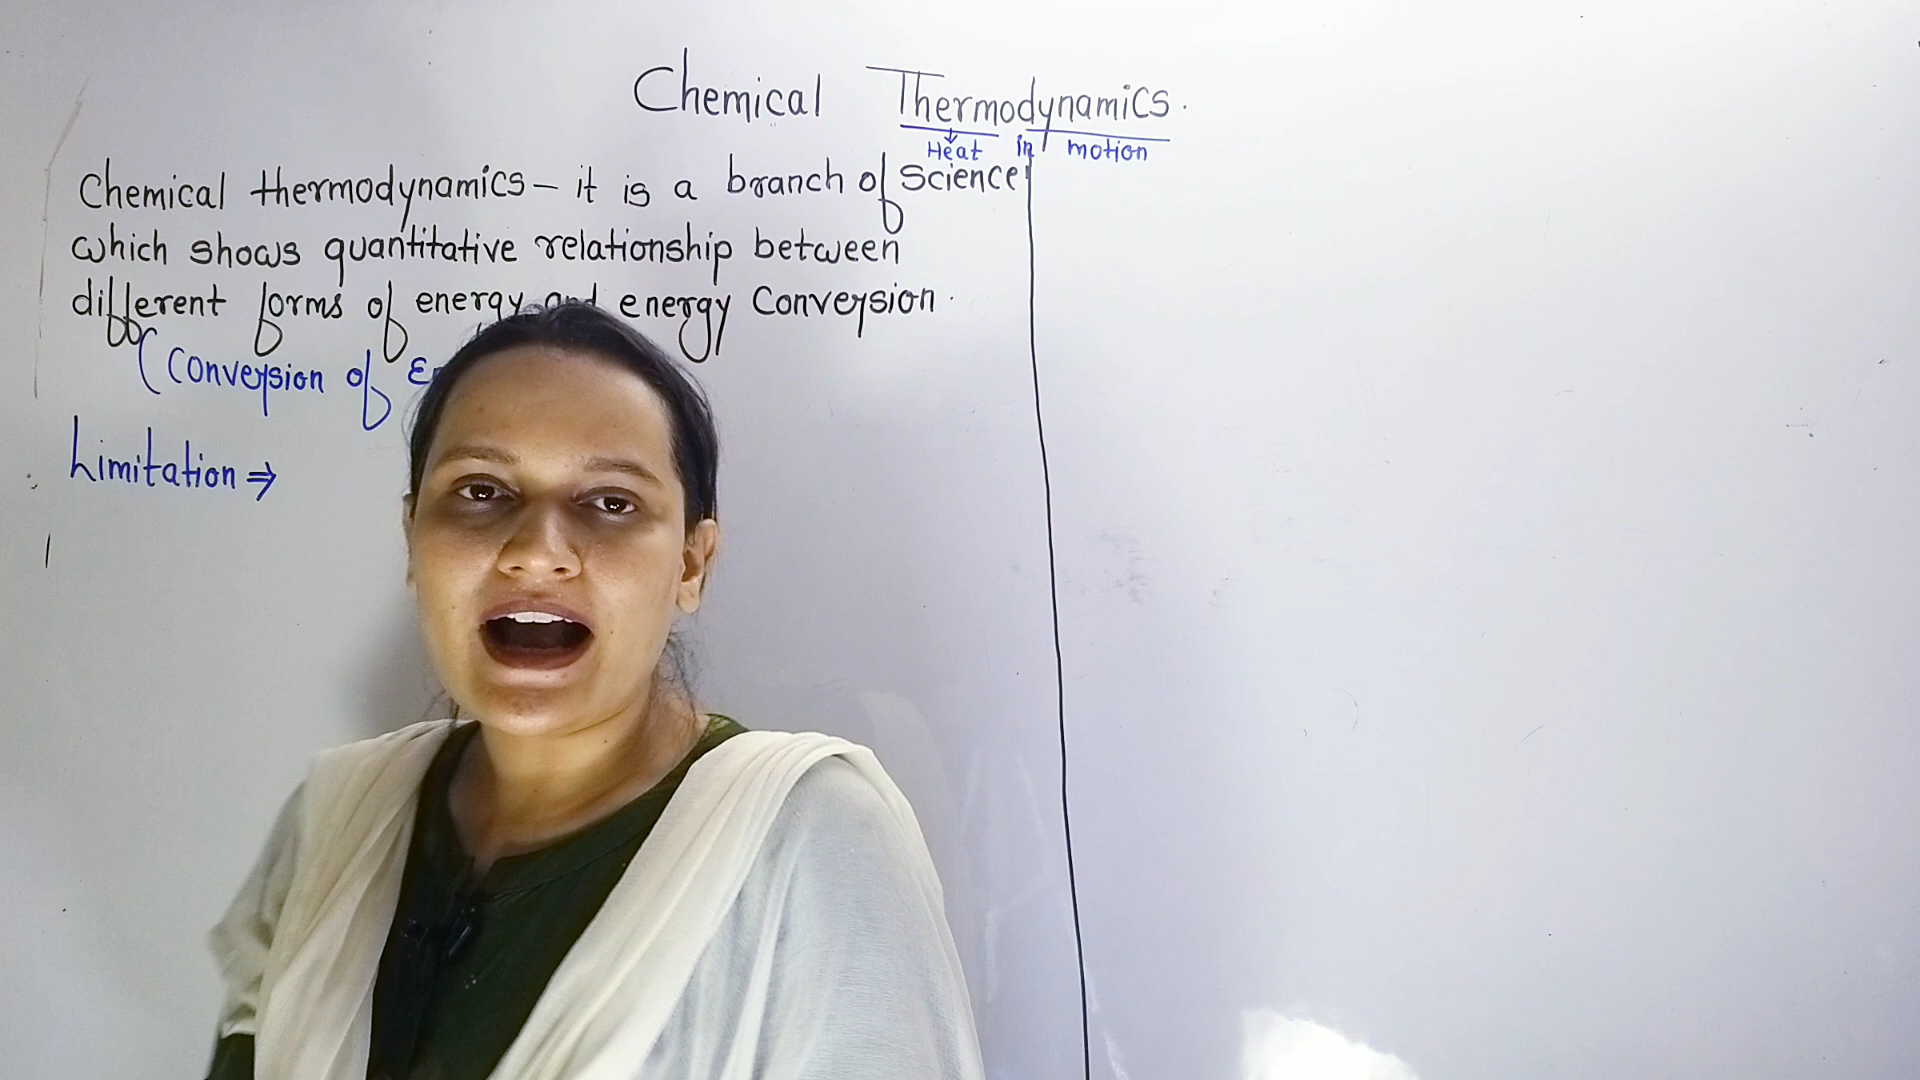 Chemical Thermodynamics.
Heat in motion
Chemical thermodynamics – it is a branch of Science
which shows quantitative relationship between
different forms of energy and energy Conversion.
(Conversion of
Limitation ⇒